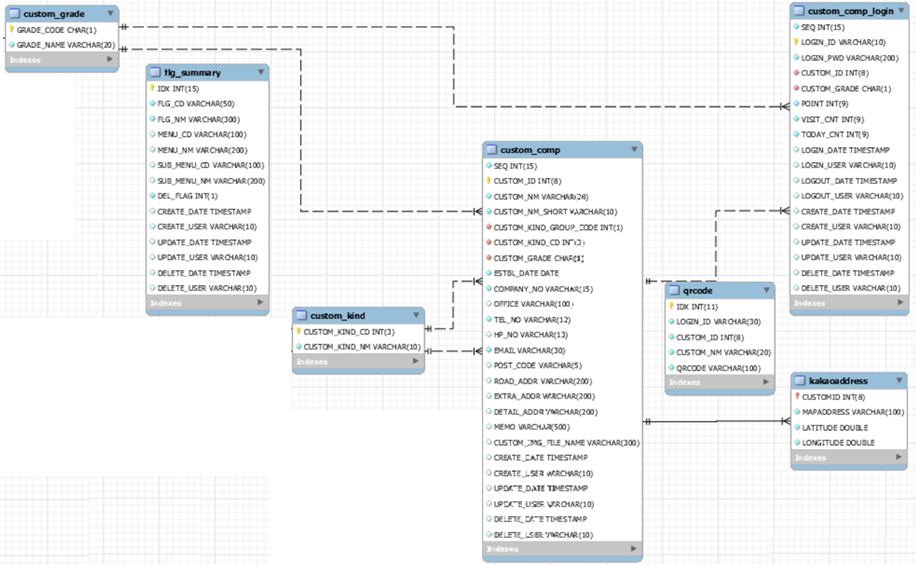 custom_grade
GRADE_CODE CHAR(1)
GRADE_NAME VARCHAR(20)
Indexes
flg_summary
IDX INT(15)
FLG_CD VARCHAR(50)
FLG_NM VARCHAR(300)
MENU_CD VARCHAR(100)
MENU_NM VARCHAR(200)
SUB_MENU_CD VARCHAR(100)
SUB_MENU_NM VARCHAR(200)
DEL_FLAG INT(1)
CREATE_DATE TIMESTAMP
CREATE_USER VARCHAR(10)
UPDATE_DATE TIMESTAMP
UPDATE_USER VARCHAR(10)
DELETE_DATE TIMESTAMP
DELETE_USER VARCHAR(10)
Indexes
custom_kind
CUSTOM_KIND_CD INT(3)
CUSTOM_KIND_NM VARCHAR(10)
Indexes
custom_comp
SEQ INT(15)
CUSTOM_ID INT(8)
CUSTOM_NM VARCHAR(20)
CUSTOM_NM_SHORT VARCHAR(10)
CUSTOM_KIND_GROUP_CODE INT(1)
CUSTOM_KIND_CD INT(3)
CUSTOM_GRADE CHAR(1)
ESTBL_DATE DATE
COMPANY_NO VARCHAR(15)
OFFICE VARCHAR(100)
TEL_NO VARCHAR(12)
HP_NO VARCHAR(13)
EMAIL VARCHAR(30)
POST_CODE VARCHAR(5)
ROAD_ADDR VARCHAR(200)
EXTRA_ADDR VARCHAR(200)
DETAIL_ADDR VARCHAR(200)
MEMO VARCHAR(500)
CUSTOM_IMG_FILE_NAME VARCHAR(300)
CREATE_DATE TIMESTAMP
CREATE_USER VARCHAR(10)
UPDATE_DATE TIMESTAMP
UPDATE_USER VARCHAR(10)
DELETE_DATE TIMESTAMP
DELETE_USER VARCHAR(10)
Indexes
qrcode
IDX INT(11)
LOGIN_ID VARCHAR(30)
CUSTOM_ID INT(8)
CUSTOM_NM VARCHAR(20)
QRCODE VARCHAR(100)
Indexes
custom_comp_login
SEQ INT(15)
LOGIN_ID VARCHAR(10)
LOGIN_PWD VARCHAR(200)
CUSTOM_ID INT(8)
CUSTOM_GRADE CHAR(1)
POINT INT(9)
VISIT_CNT INT(9)
TODAY_CNT INT(9)
LOGIN_DATE TIMESTAMP
LOGIN_USER VARCHAR(10)
LOGOUT_DATE TIMESTAMP
LOGOUT_USER VARCHAR(10)
CREATE_DATE TIMESTAMP
CREATE_USER VARCHAR(10)
UPDATE_DATE TIMESTAMP
UPDATE_USER VARCHAR(10)
DELETE_DATE TIMESTAMP
DELETE_USER VARCHAR(10)
Indexes
kakaoaddress
CUSTOMID INT(8)
MAPADDRESS VARCHAR(100)
LATITUDE DOUBLE
LONGITUDE DOUBLE
Indexes